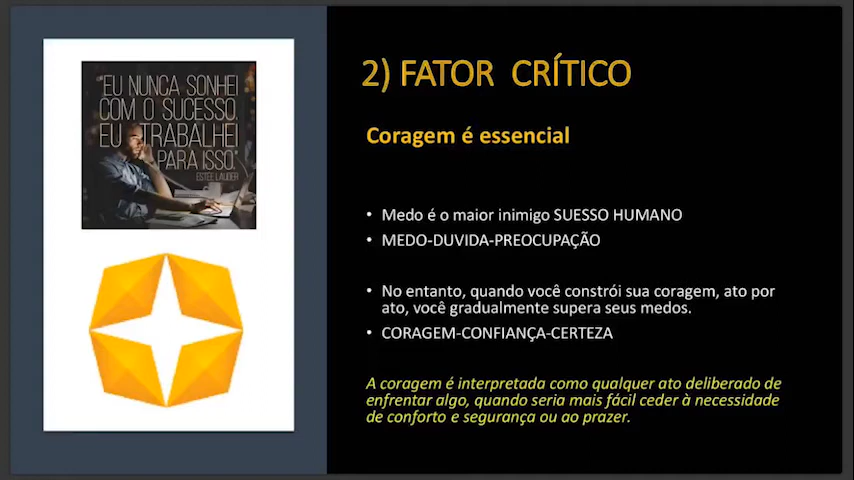 "EU NUNCA SONHEI
COM O SUCESSO.
EU TRABALHEI
PARA ISSO."
ESTÉE LAUDER
2) FATOR CRÍTICO
Coragem é essencial
• Medo é o maior inimigo SUESSO HUMANO
• MEDO-DUVIDA-PREOCUPAÇÃO
• No entanto, quando você constrói sua coragem, ato por
ato, você gradualmente supera seus medos.
• CORAGEM-CONFIANÇA-CERTEZA
A coragem é interpretada como qualquer ato deliberado de
enfrentar algo, quando seria mais fácil ceder à necessidade
de conforto e segurança ou ao prazer.